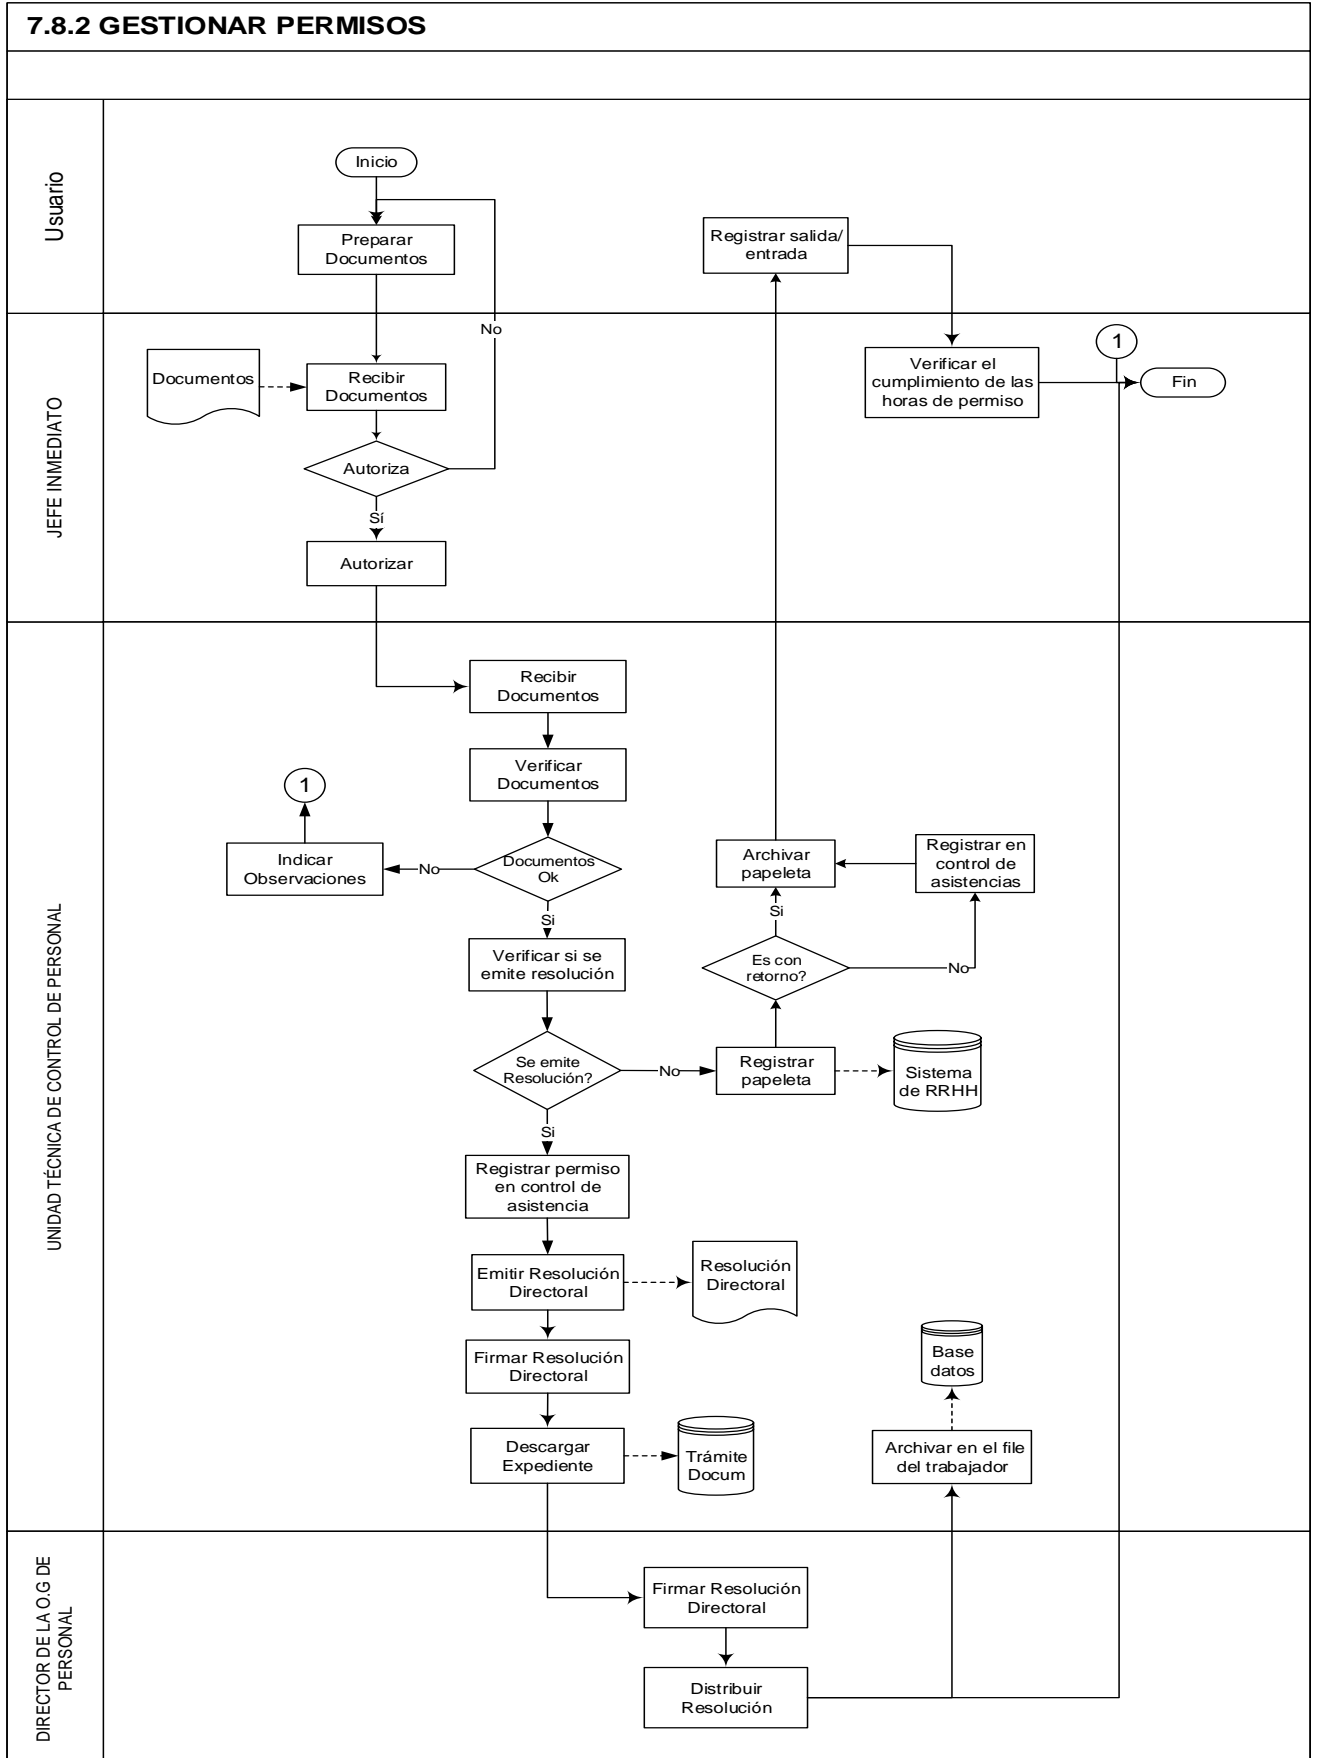 7.8.2 GESTIONAR PERMISOS
Usuario
Inicio
Preparar
Documentos
Registrar salida/
entrada
JEFE INMEDIATO
No
Documentos
Recibir
Documentos
Autoriza
Sí
Autorizar
1
Verificar el
cumplimiento de las
horas de permiso
Fin
UNIDAD TÉCNICA DE CONTROL DE PERSONAL
Recibir
Documentos
Verificar
Documentos
1
Indicar
Observaciones
No
Documentos
Ok
Si
Verificar si se
emite resolución
Se emite
Resolución?
No
Registrar
papeleta
Sistema
de RRHH
Es con
retorno?
Si
No
Archivar
papeleta
Registrar en
control de
asistencias
Si
Registrar permiso
en control de
asistencia
Emitir Resolución
Directoral
Resolución
Directoral
Firmar Resolución
Directoral
Descargar
Expediente
Trámite
Docum
Base
datos
Archivar en el file
del trabajador
DIRECTOR DE LA O.G DE
PERSONAL
Firmar Resolución
Directoral
Distribuir
Resolución